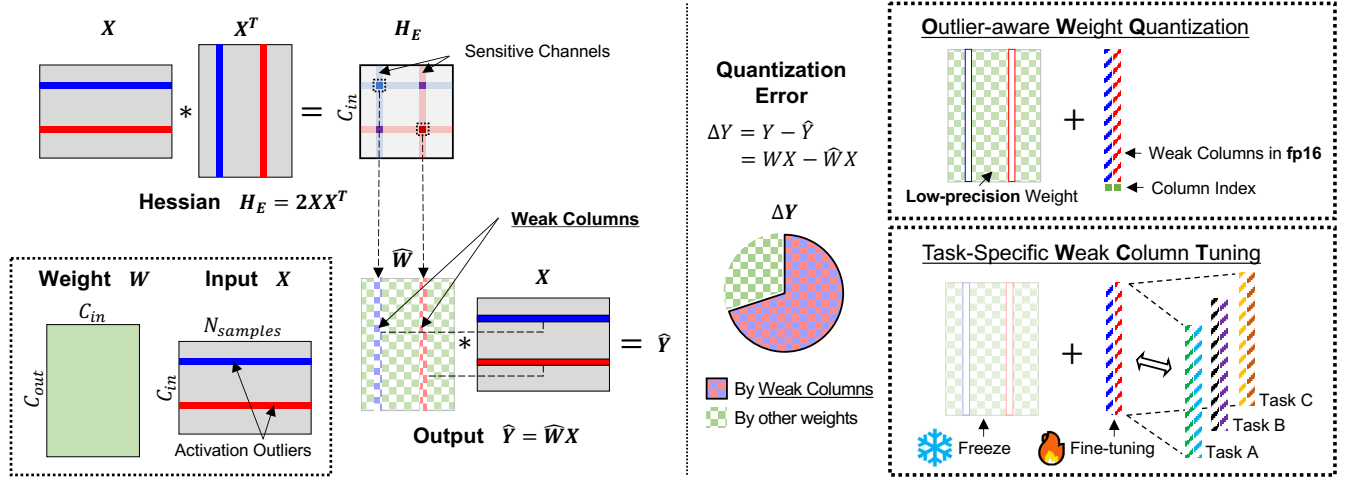 X
X^T
H_E
Sensitive Channels
*
=
C_in
Hessian H_E = 2XX^T
Weak Columns
Weight W
Input X
C_in
N_samples
C_out
C_in
Activation Outliers
Ŵ
X
*
= Ŷ
Output Ŷ = ŴX
Quantization
Error
ΔY = Y − Ŷ
= WX − ŴX
ΔY
By Weak Columns
By other weights
Outlier-aware Weight Quantization
+
Weak Columns in fp16
Low-precision Weight
Column Index
Task-Specific Weak Column Tuning
+
Task C
Task B
Task A
Freeze
Fine-tuning